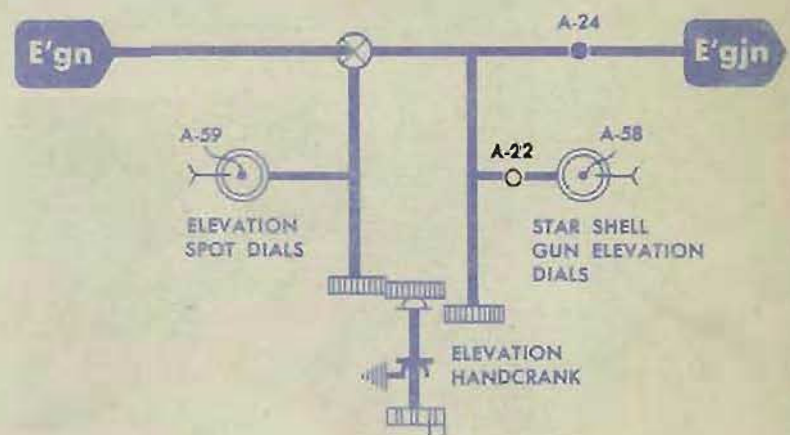 A-24
E'gn
E'gjn
A-59
A-22
A-58
ELEVATION
SPOT DIALS
STAR SHELL
GUN ELEVATION
DIALS
ELEVATION
HANDCRANK